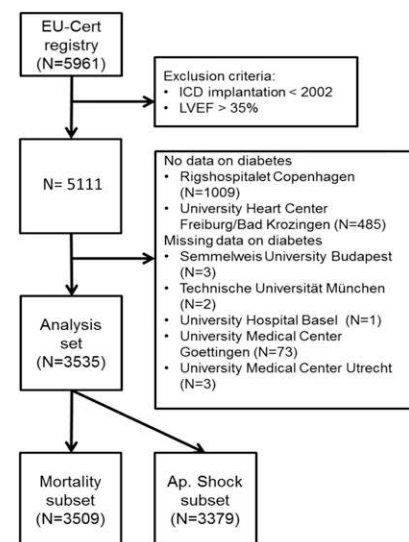 EU-Cert
registry
(N=5961)
Exclusion criteria:
• ICD implantation < 2002
• LVEF > 35%
N= 5111
No data on diabetes
• Rigshospitalet Copenhagen
(N=1009)
• University Heart Center
Freiburg/Bad Krozingen (N=485)
Missing data on diabetes
• Semmelweis University Budapest
(N=3)
• Technische Universität München
(N=2)
• University Hospital Basel (N=1)
• University Medical Center
Goettingen (N=73)
• University Medical Center Utrecht
(N=3)
Analysis
set
(N=3535)
Mortality
subset
(N=3509)
Ap. Shock
subset
(N=3379)